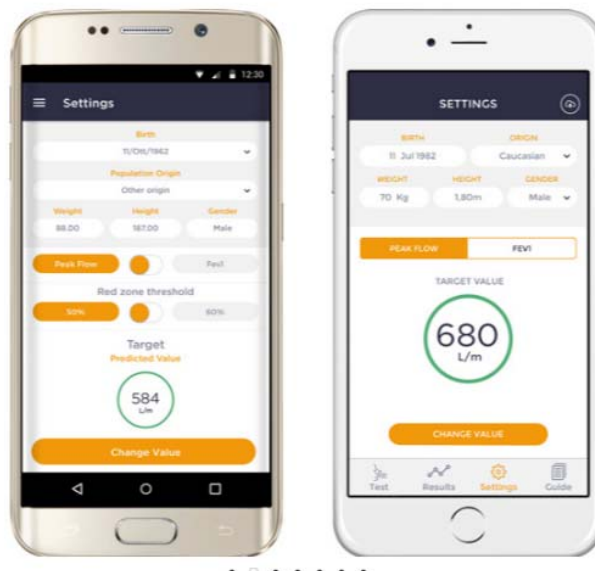 12:30
Settings
Birth
11/Ott/1962
Population Origin
Other origin
Weight Height Gender
88.00 187.00 Male
Peak Flow Fev1
Red zone threshold
50% 60%
Target
Predicted Value
584
L/m
Change Value
SETTINGS
BIRTH ORIGIN
11 Jul 1982 Caucasian
WEIGHT HEIGHT GENDER
70 Kg 1,80m Male
PEAK FLOW FEV1
TARGET VALUE
680
L/m
CHANGE VALUE
Test Results Settings Guide